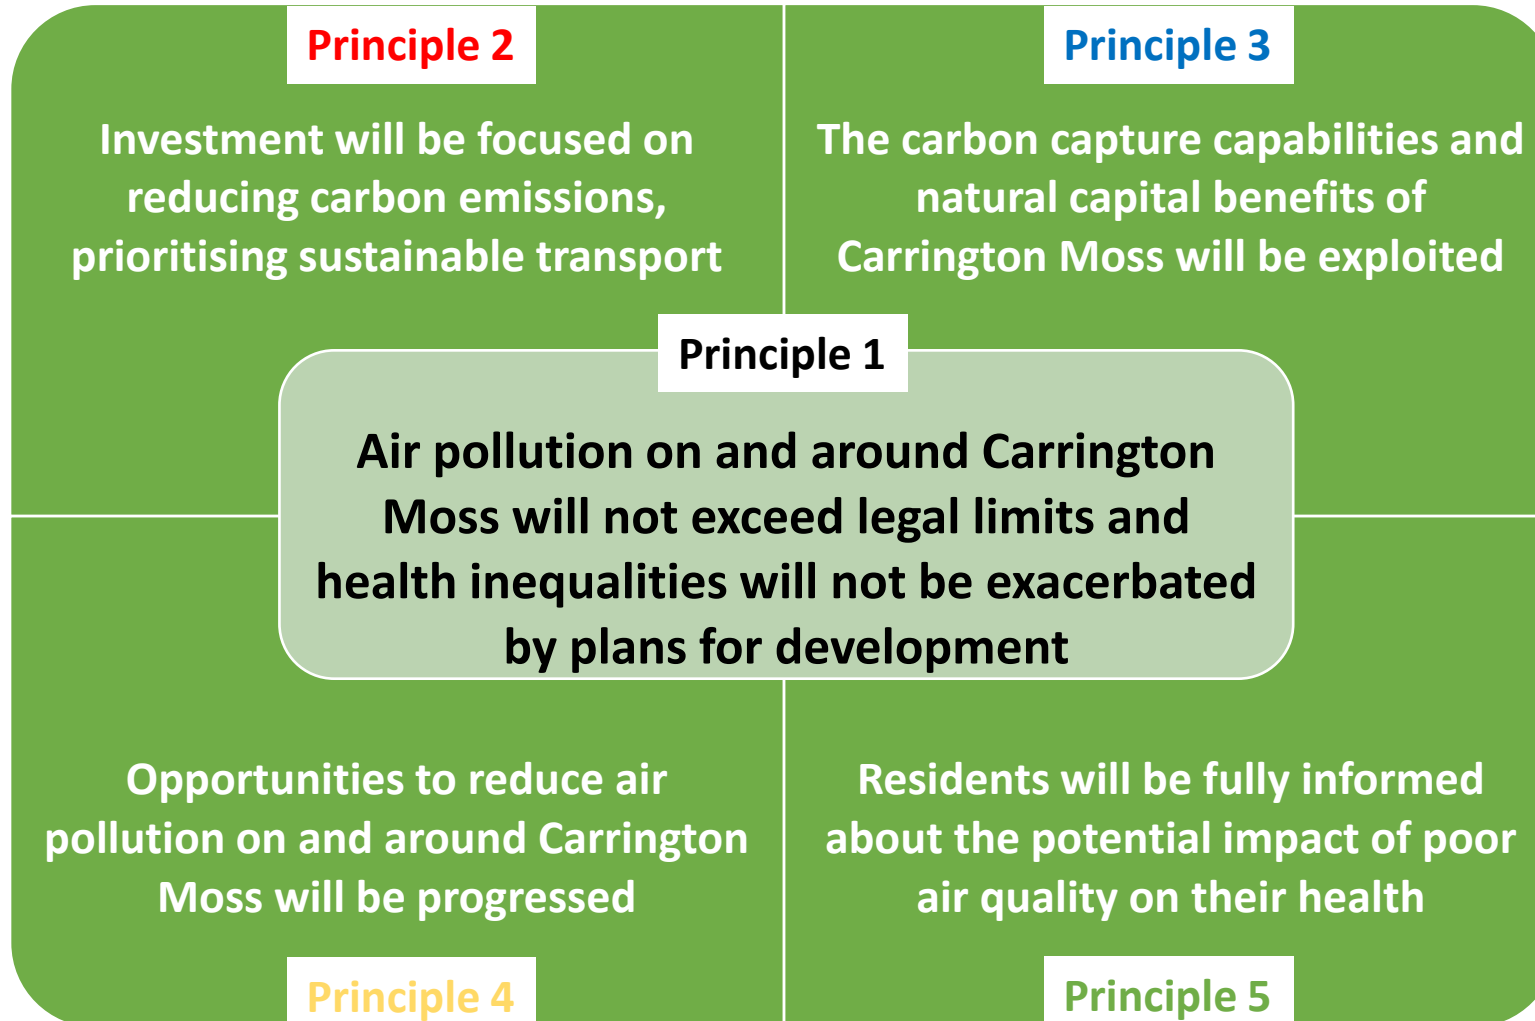 Principle 2
Investment will be focused on
reducing carbon emissions,
prioritising sustainable transport
Principle 3
The carbon capture capabilities and
natural capital benefits of
Carrington Moss will be exploited
Principle 1
Air pollution on and around Carrington
Moss will not exceed legal limits and
health inequalities will not be exacerbated
by plans for development
Opportunities to reduce air
pollution on and around Carrington
Moss will be progressed
Principle 4
Residents will be fully informed
about the potential impact of poor
air quality on their health
Principle 5